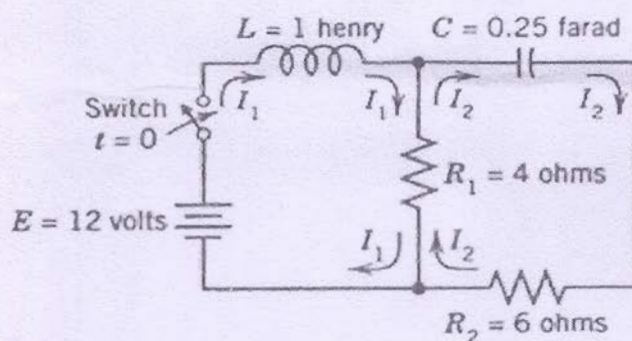 L = 1 henry
C = 0.25 farad
Switch
t = 0
I₁
I₁
I₂
I₂
R₁ = 4 ohms
E = 12 volts
I₁
I₂
R₂ = 6 ohms